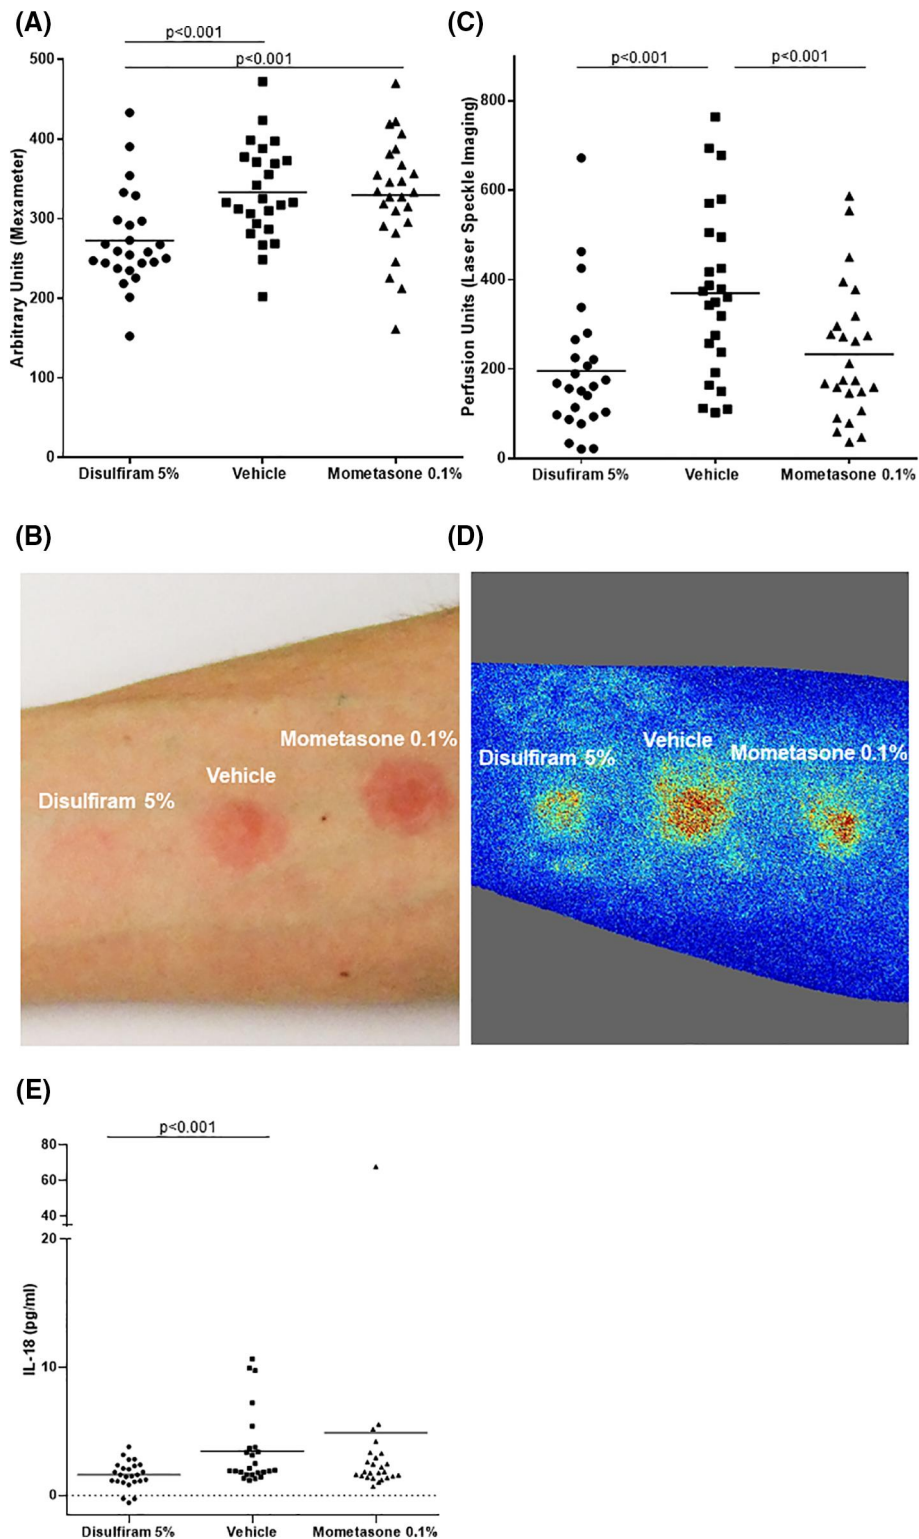 (A)
p<0.001
p<0.001
500
400
300
200
100
0
Arbitrary Units (Mexameter)
Disulfiram 5% Vehicle Mometasone 0.1%
(C)
p<0.001 p<0.001
800
600
400
200
0
Perfusion Units (Laser Speckle Imaging)
Disulfiram 5% Vehicle Mometasone 0.1%
(B)
Mometasone 0.1%
Vehicle
Disulfiram 5%
(D)
Vehicle
Disulfiram 5% Mometasone 0.1%
(E)
p<0.001
80
60
40
20
10
0
IL-18 (pg/ml)
Disulfiram 5% Vehicle Mometasone 0.1%